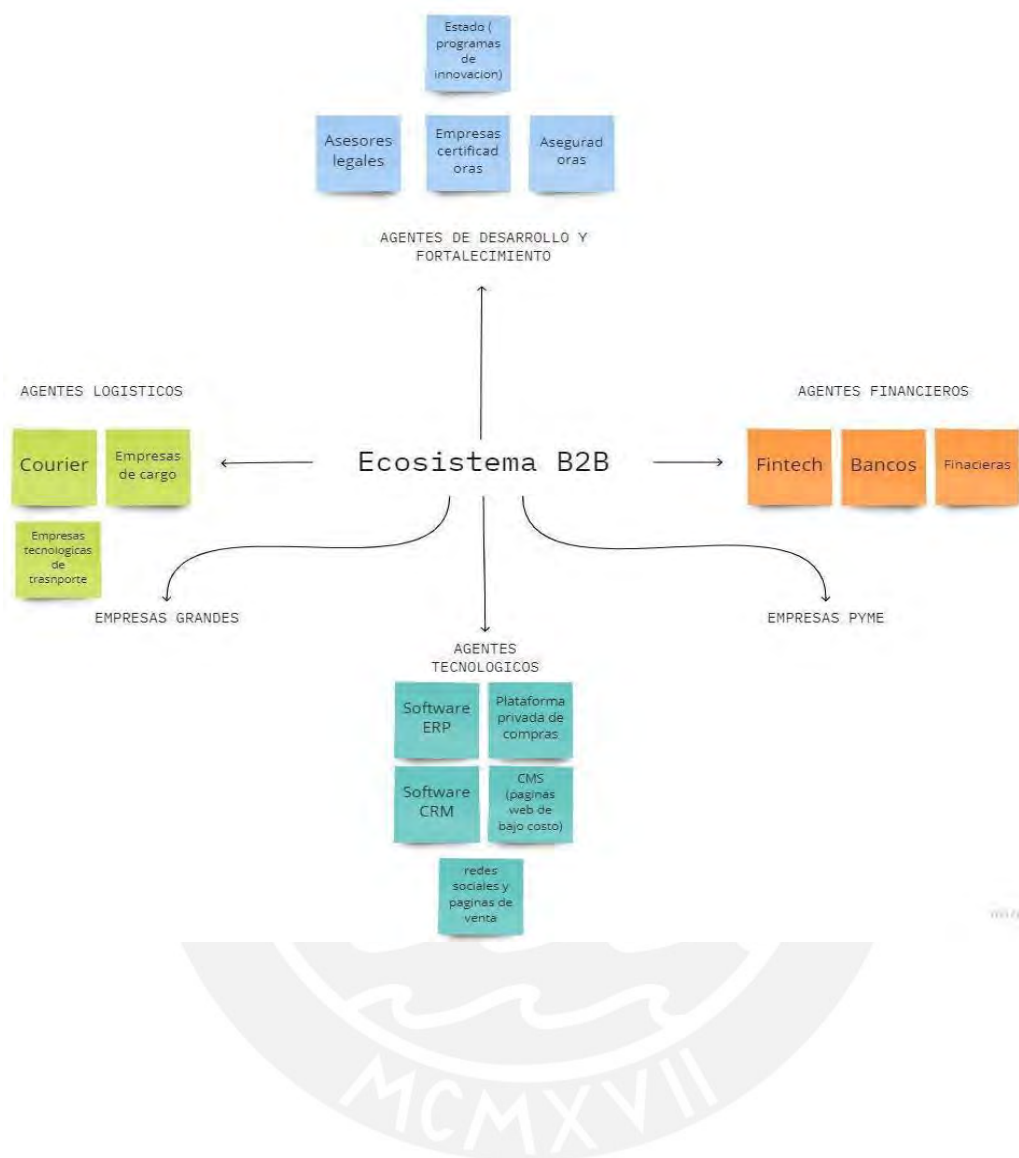 Estado (
programas
de
innovacion)
Asesores
legales
Empresas
certificad
oras
Asegurad
oras
AGENTES DE DESARROLLO Y
FORTALECIMIENTO
AGENTES LOGISTICOS
Courier
Empresas
de cargo
Empresas
tecnologicas
de
trasnporte
Ecosistema B2B
AGENTES FINANCIEROS
Fintech
Bancos
Finacieras
EMPRESAS GRANDES
EMPRESAS PYME
AGENTES
TECNOLOGICOS
Software
ERP
Plataforma
privada de
compras
Software
CRM
CMS
(paginas
web de
bajo costo)
redes
sociales y
paginas de
venta
MCMXVII